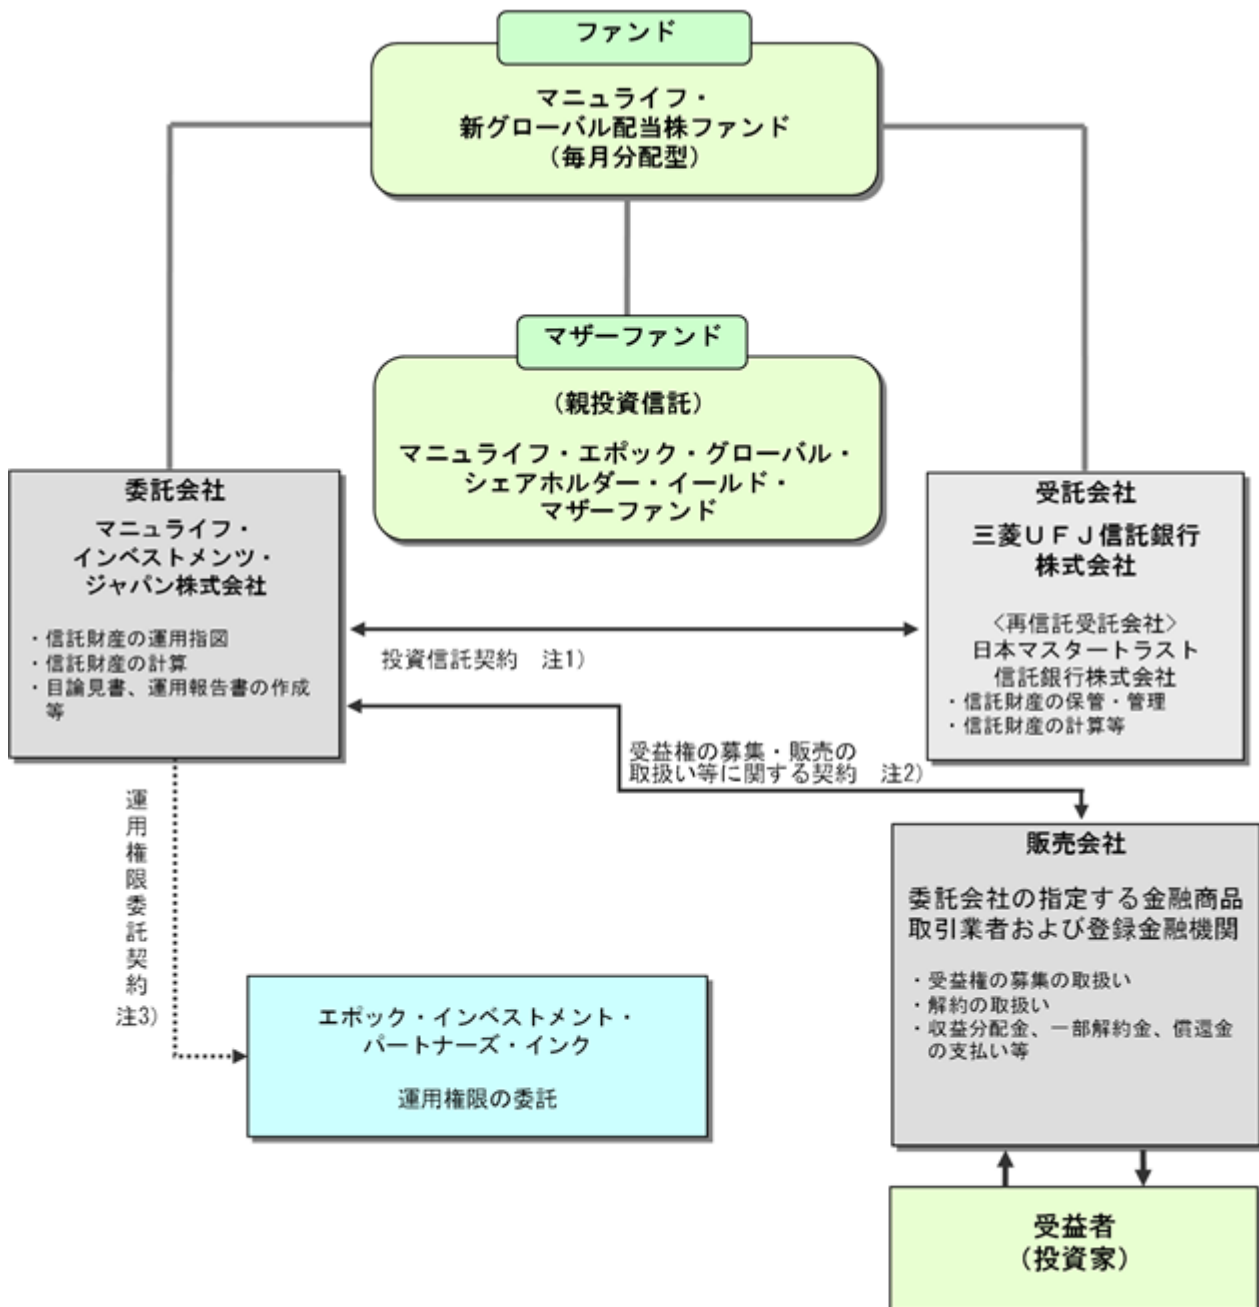 ファンド
マニュライフ・
新グローバル配当株ファンド
（毎月分配型）
マザーファンド
（親投資信託）
マニュライフ・エポック・グローバル・
シェアホルダー・イールド・
マザーファンド
委託会社
マニュライフ・
インベストメンツ・
ジャパン株式会社
・信託財産の運用指図
・信託財産の計算
・目論見書、運用報告書の作成
等
受託会社
三菱ＵＦＪ信託銀行
株式会社
〈再信託受託会社〉
日本マスタートラスト
信託銀行株式会社
・信託財産の保管・管理
・信託財産の計算等
投資信託契約　注1）
受益権の募集・販売の
取扱い等に関する契約　注2）
運用権限委託契約
注3）
エポック・インベストメント・
パートナーズ・インク
運用権限の委託
販売会社
委託会社の指定する金融商品
取引業者および登録金融機関
・受益権の募集の取扱い
・解約の取扱い
・収益分配金、一部解約金、償還金
の支払い等
受益者
（投資家）